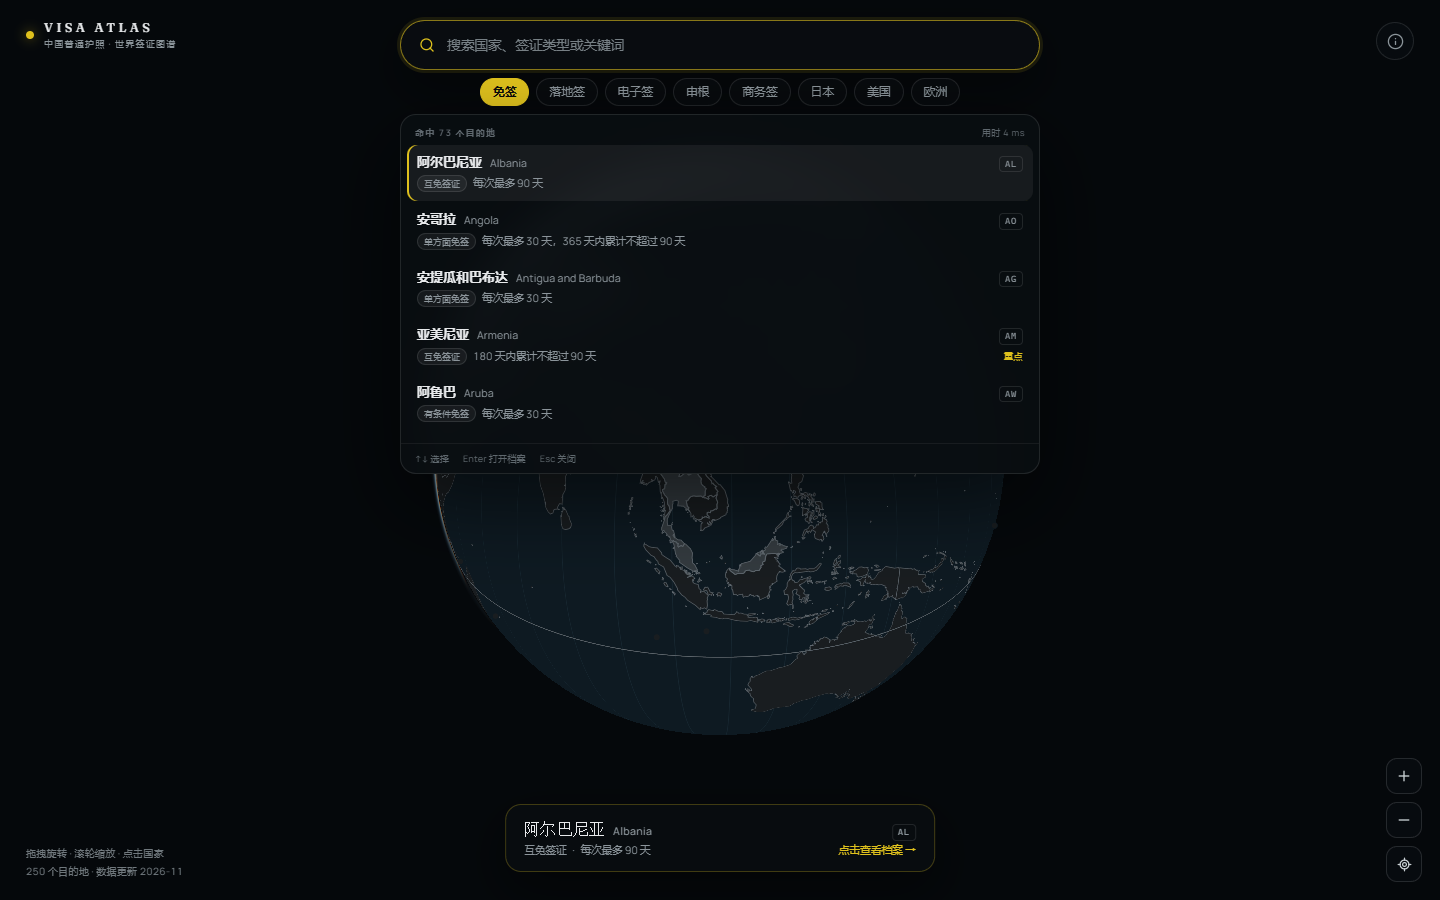 VISA ATLAS
中国普通护照 · 世界签证图谱
搜索国家、签证类型或关键词
免签 落地签 电子签 申根 商务签 日本 美国 欧洲
命中 73 个目的地 用时 4 ms
阿尔巴尼亚 Albania AL
互免签证 每次最多 90 天
安哥拉 Angola AO
单方面免签 每次最多 30 天，365 天内累计不超过 90 天
安提瓜和巴布达 Antigua and Barbuda AG
单方面免签 每次最多 30 天
亚美尼亚 Armenia AM
互免签证 180 天内累计不超过 90 天 重点
阿鲁巴 Aruba AW
有条件免签 每次最多 30 天
↑↓ 选择 Enter 打开档案 Esc 关闭
阿尔巴尼亚 Albania AL
互免签证 · 每次最多 90 天 点击查看档案 →
拖拽旋转 · 滚轮缩放 · 点击国家
250 个目的地 · 数据更新 2026-11